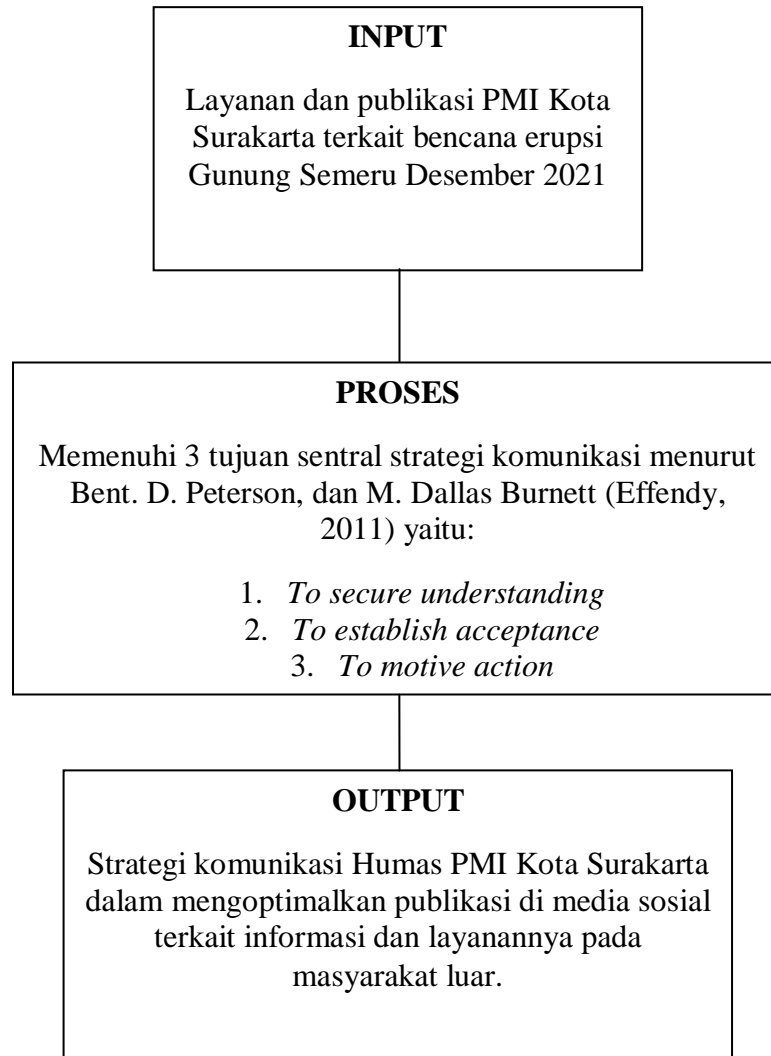 INPUT
Layanan dan publikasi PMI Kota
Surakarta terkait bencana erupsi
Gunung Semeru Desember 2021
PROSES
Memenuhi 3 tujuan sentral strategi komunikasi menurut
Bent. D. Peterson, dan M. Dallas Burnett (Effendy,
2011) yaitu:
1. To secure understanding
2. To establish acceptance
3. To motive action
OUTPUT
Strategi komunikasi Humas PMI Kota Surakarta
dalam mengoptimalkan publikasi di media sosial
terkait informasi dan layanannya pada
masyarakat luar.